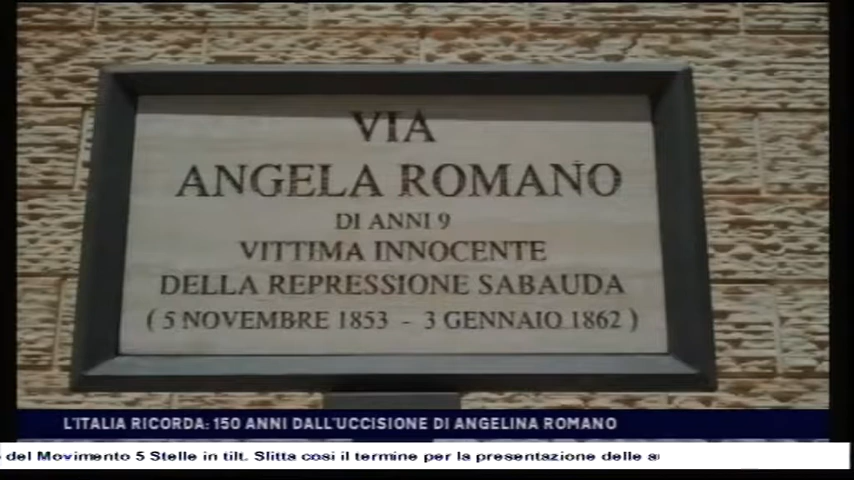 VIA
ANGELA ROMANO
DI ANNI 9
VITTIMA INNOCENTE
DELLA REPRESSIONE SABAUDA
( 5 NOVEMBRE 1853 - 3 GENNAIO 1862 )
L'ITALIA RICORDA: 150 ANNI DALL'UCCISIONE DI ANGELINA ROMANO
del Movimento 5 Stelle in tilt. Slitta così il termine per la presentazione delle